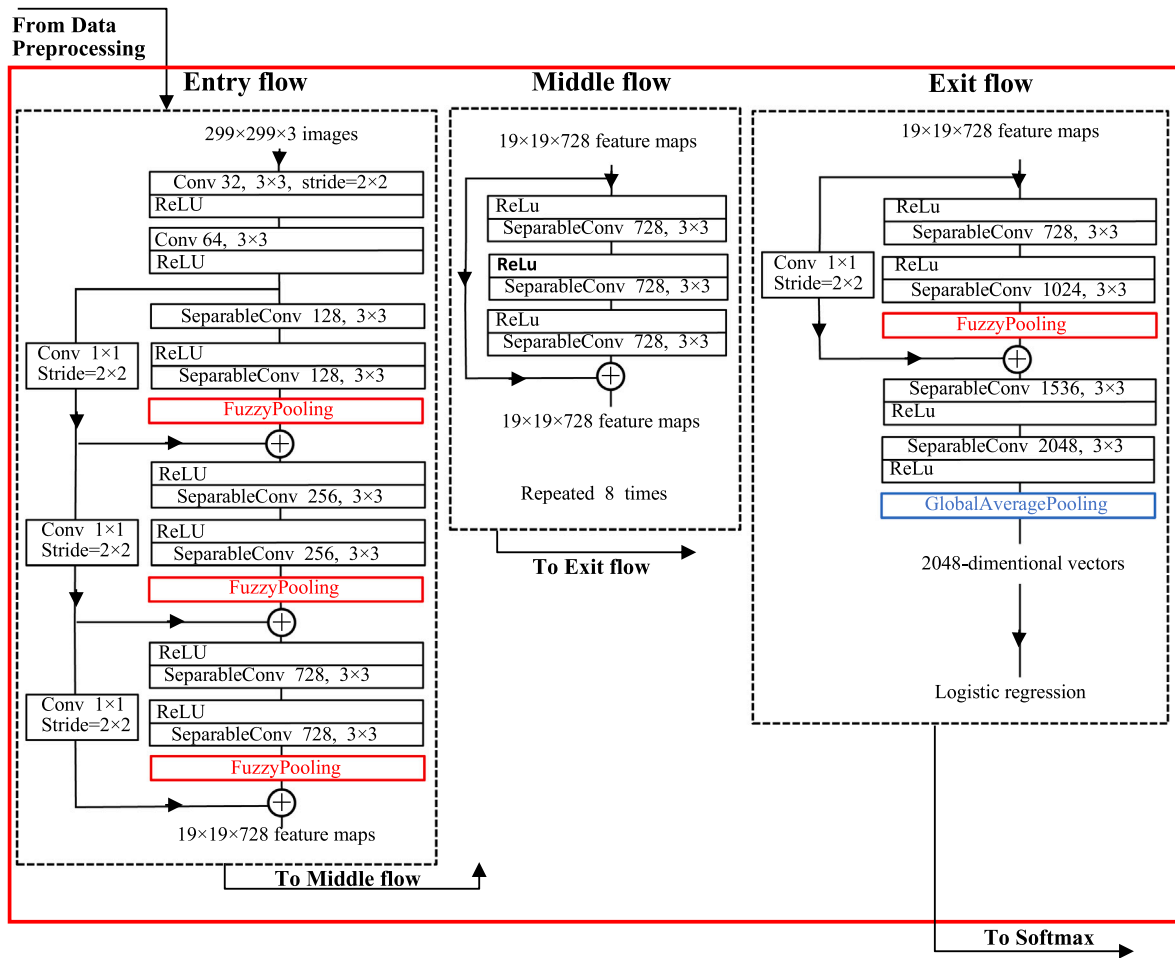 From Data
Preprocessing
Entry flow
299×299×3 images
Conv 32, 3×3, stride=2×2
ReLU
Conv 64, 3×3
ReLU
SeparableConv 128, 3×3
Conv 1×1
Stride=2×2
ReLU
SeparableConv 128, 3×3
FuzzyPooling
ReLU
SeparableConv 256, 3×3
Conv 1×1
Stride=2×2
ReLU
SeparableConv 256, 3×3
FuzzyPooling
ReLU
SeparableConv 728, 3×3
Conv 1×1
Stride=2×2
ReLU
SeparableConv 728, 3×3
FuzzyPooling
19×19×728 feature maps
To Middle flow
Middle flow
19×19×728 feature maps
ReLu
SeparableConv 728, 3×3
ReLu
SeparableConv 728, 3×3
ReLu
SeparableConv 728, 3×3
19×19×728 feature maps
Repeated 8 times
To Exit flow
Exit flow
19×19×728 feature maps
ReLu
SeparableConv 728, 3×3
Conv 1×1
Stride=2×2
ReLu
SeparableConv 1024, 3×3
FuzzyPooling
SeparableConv 1536, 3×3
ReLu
SeparableConv 2048, 3×3
ReLu
GlobalAveragePooling
2048-dimentional vectors
Logistic regression
To Softmax